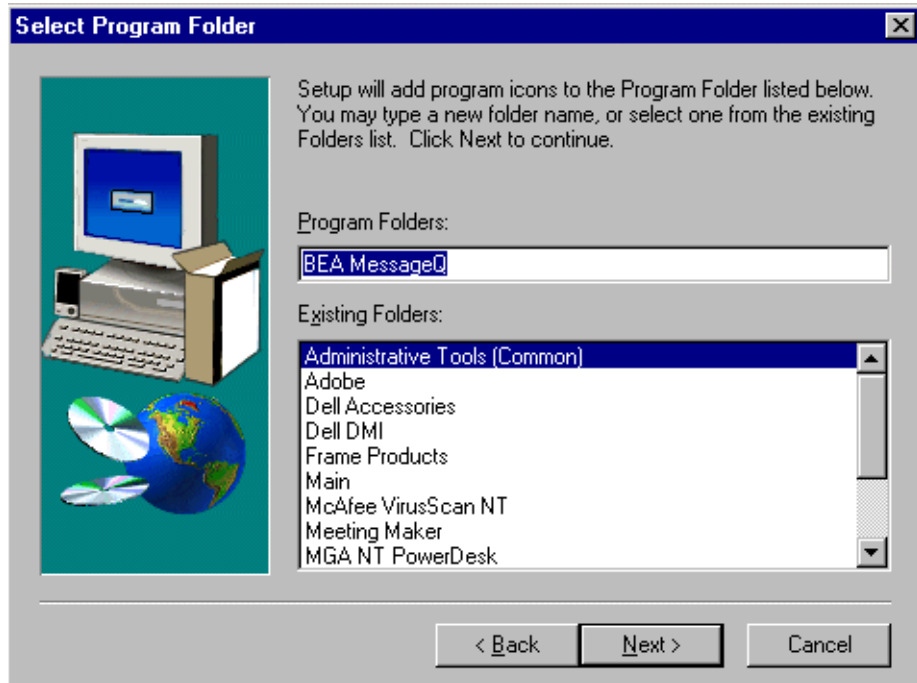 Select Program Folder
Setup will add program icons to the Program Folder listed below.
You may type a new folder name, or select one from the existing
Folders list. Click Next to continue.
Program Folders:
BEA MessageQ
Existing Folders:
Administrative Tools (Common)
Adobe
Dell Accessories
Dell DMI
Frame Products
Main
McAfee VirusScan NT
Meeting Maker
MGA NT PowerDesk
< Back
Next >
Cancel